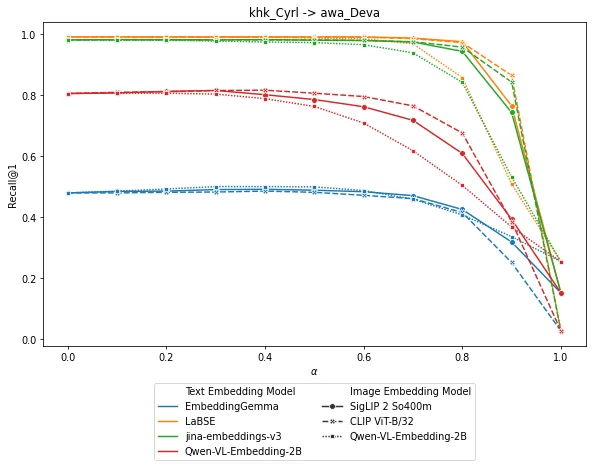 khk_Cyrl -> awa_Deva
Recall@1
1.0
0.8
0.6
0.4
0.2
0.0
0.0 0.2 0.4 0.6 0.8 1.0
α
Text Embedding Model
EmbeddingGemma
LaBSE
jina-embeddings-v3
Qwen-VL-Embedding-2B
Image Embedding Model
SigLIP 2 So400m
CLIP ViT-B/32
Qwen-VL-Embedding-2B